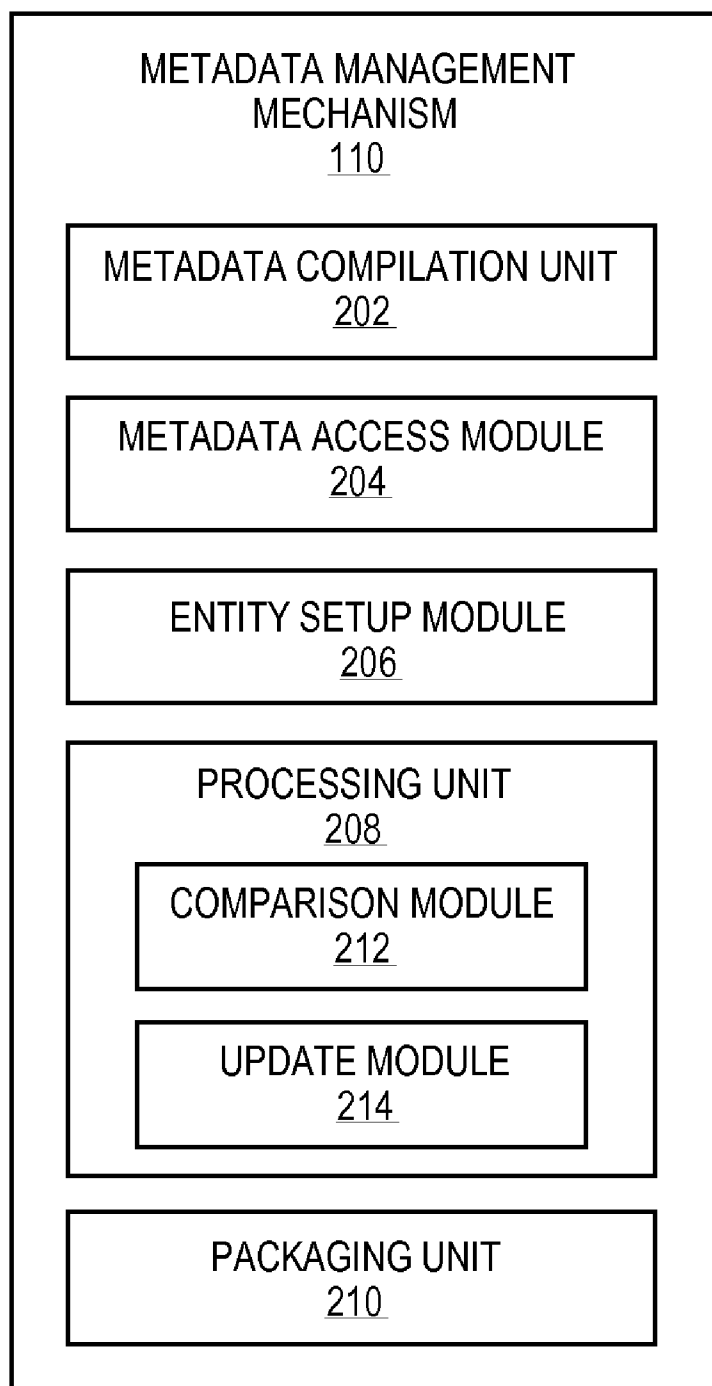 METADATA MANAGEMENT
MECHANISM
110
METADATA COMPILATION UNIT
202
METADATA ACCESS MODULE
204
ENTITY SETUP MODULE
206
PROCESSING UNIT
208
COMPARISON MODULE
212
UPDATE MODULE
214
PACKAGING UNIT
210